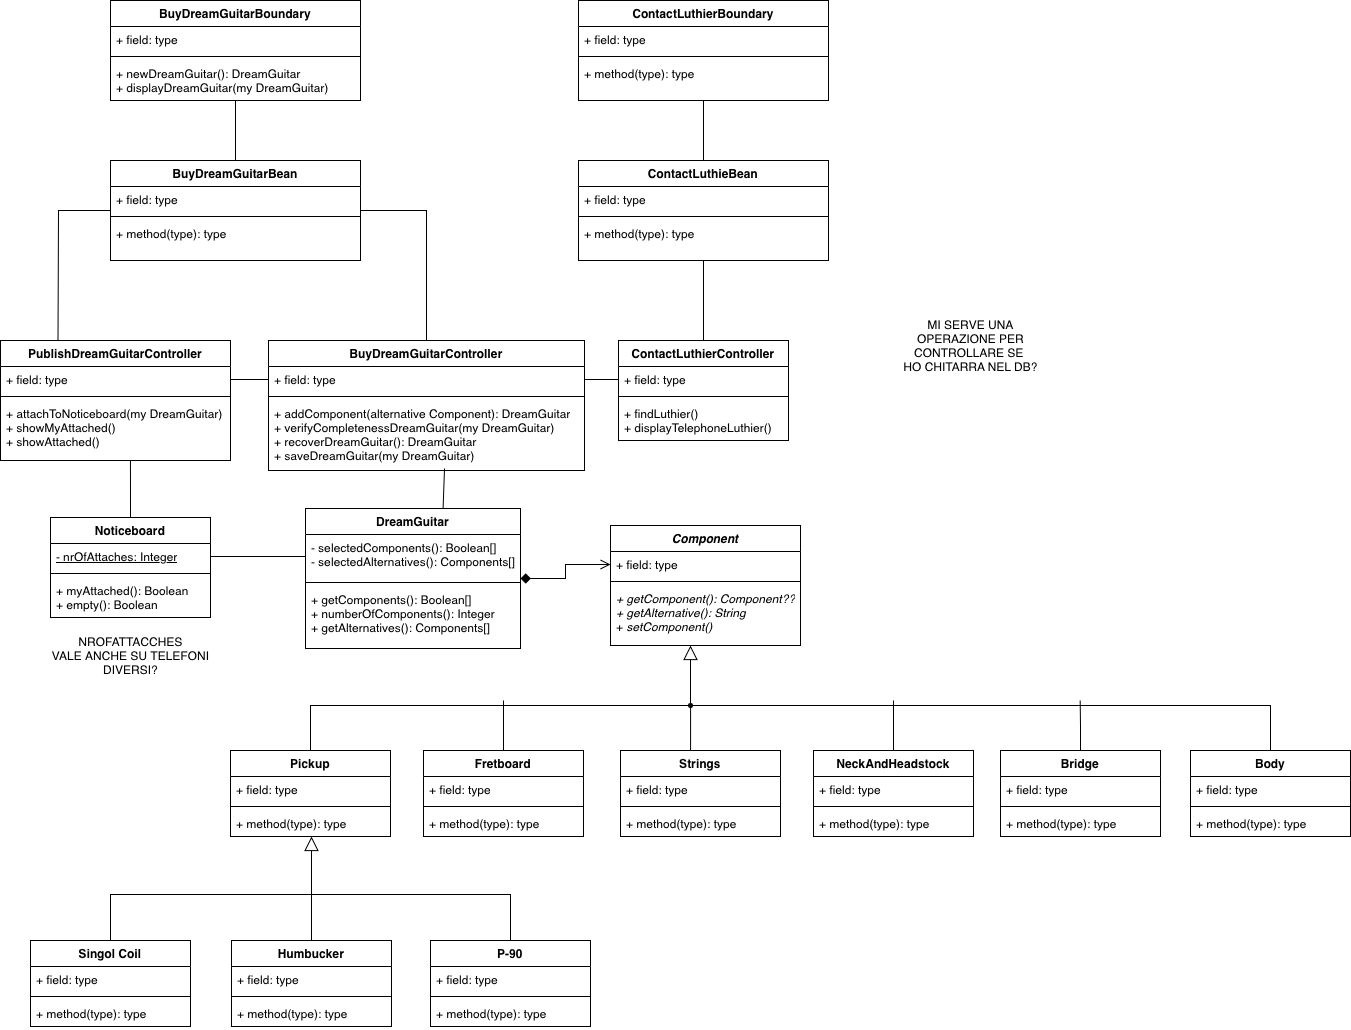 BuyDreamGuitarBoundary
+ field: type
+ newDreamGuitar(): DreamGuitar
+ displayDreamGuitar(my DreamGuitar)
ContactLuthierBoundary
+ field: type
+ method(type): type
BuyDreamGuitarBean
+ field: type
+ method(type): type
ContactLuthieBean
+ field: type
+ method(type): type
MI SERVE UNA
OPERAZIONE PER
CONTROLLARE SE
HO CHITARRA NEL DB?
PublishDreamGuitarController
+ field: type
+ attachToNoticeboard(my DreamGuitar)
+ showMyAttached()
+ showAttached()
BuyDreamGuitarController
+ field: type
+ addComponent(alternative Component): DreamGuitar
+ verifyCompletenessDreamGuitar(my DreamGuitar)
+ recoverDreamGuitar(): DreamGuitar
+ saveDreamGuitar(my DreamGuitar)
ContactLuthierController
+ field: type
+ findLuthier()
+ displayTelephoneLuthier()
Noticeboard
- nrOfAttaches: Integer
+ myAttached(): Boolean
+ empty(): Boolean
NROFATTACCHES
VALE ANCHE SU TELEFONI
DIVERSI?
DreamGuitar
- selectedComponents(): Boolean[]
- selectedAlternatives(): Components[]
+ getComponents(): Boolean[]
+ numberOfComponents(): Integer
+ getAlternatives(): Components[]
Component
+ field: type
+ getComponent(): Component??
+ getAlternative(): String
+ setComponent()
Pickup
+ field: type
+ method(type): type
Fretboard
+ field: type
+ method(type): type
Strings
+ field: type
+ method(type): type
NeckAndHeadstock
+ field: type
+ method(type): type
Bridge
+ field: type
+ method(type): type
Body
+ field: type
+ method(type): type
Singol Coil
+ field: type
+ method(type): type
Humbucker
+ field: type
+ method(type): type
P-90
+ field: type
+ method(type): type